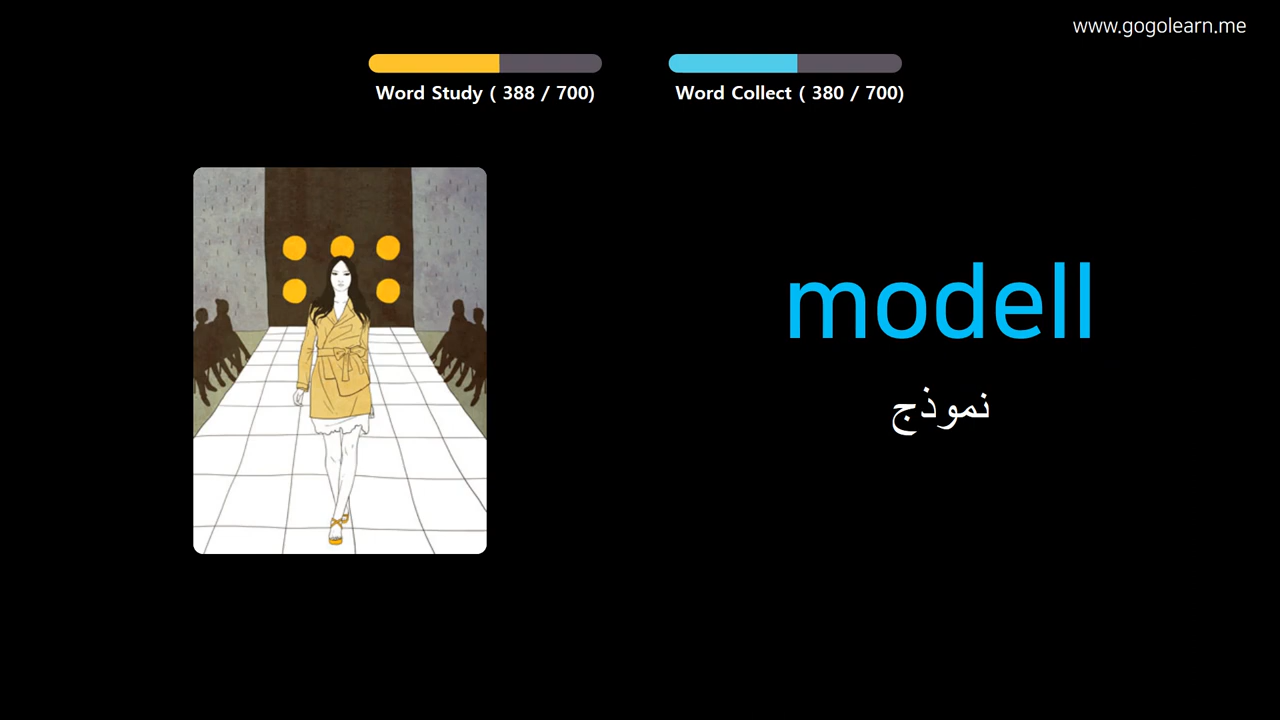 www.gogolearn.me
Word Study ( 388 / 700)
Word Collect ( 380 / 700)
modell
نموذج